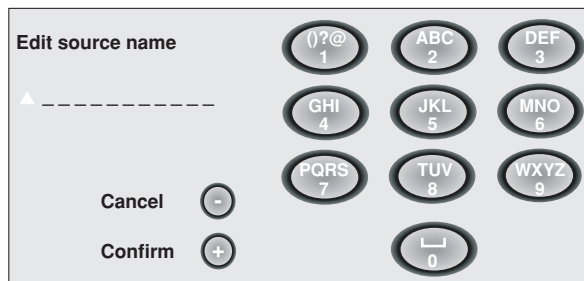 Edit source name
()?@
1
ABC
2
DEF
3
_ _ _ _ _ _ _ _ _ _ _
GHI
4
JKL
5
MNO
6
PQRS
7
TUV
8
WXYZ
9
Cancel -
Confirm +
0